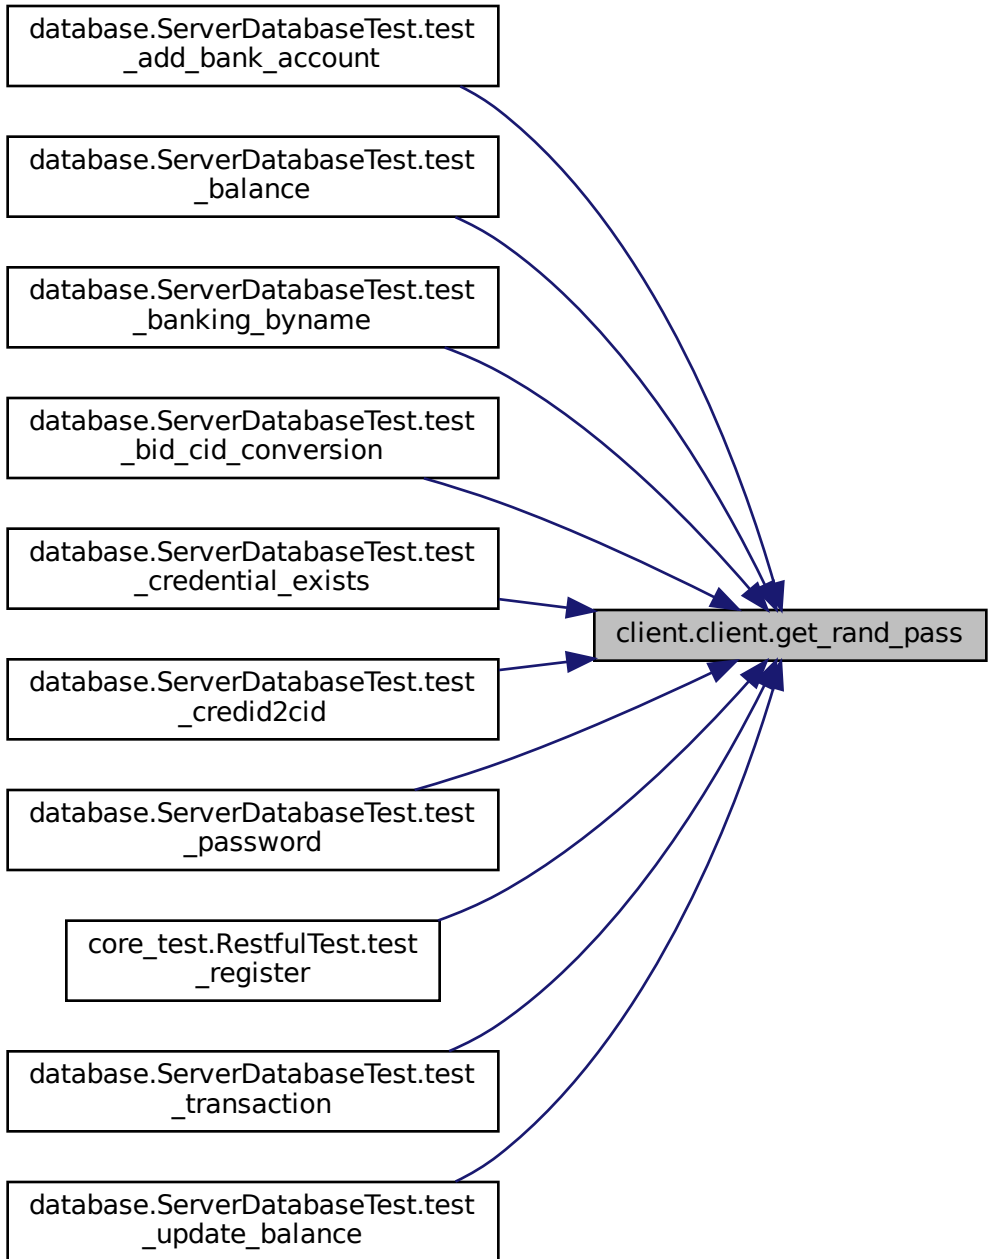 database.ServerDatabaseTest.test
_add_bank_account
database.ServerDatabaseTest.test
_balance
database.ServerDatabaseTest.test
_banking_byname
database.ServerDatabaseTest.test
_bid_cid_conversion
database.ServerDatabaseTest.test
_credential_exists
client.client.get_rand_pass
database.ServerDatabaseTest.test
_credid2cid
database.ServerDatabaseTest.test
_password
core_test.RestfulTest.test
_register
database.ServerDatabaseTest.test
_transaction
database.ServerDatabaseTest.test
_update_balance